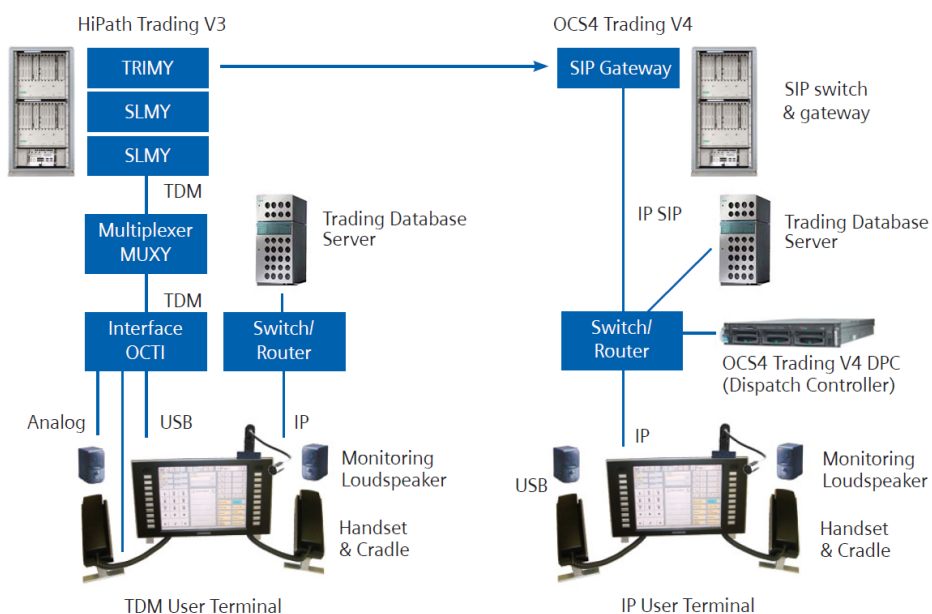 HiPath Trading V3
OCS4 Trading V4
TRIMY
SLMY
SLMY
TDM
Multiplexer
MUXY
TDM
Interface
OCTI
Trading Database
Server
Switch/
Router
Analog
USB
IP
Monitoring
Loudspeaker
Handset
& Cradle
TDM User Terminal
SIP Gateway
SIP switch
& gateway
IP SIP
Trading Database
Server
Switch/
Router
OCS4 Trading V4 DPC
(Dispatch Controller)
IP
USB
Monitoring
Loudspeaker
Handset
& Cradle
IP User Terminal